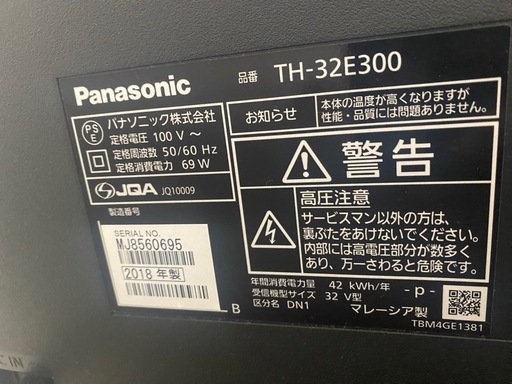 Panasonic
品番 TH-32E300
PS
E
パナソニック株式会社
定格電圧 100 V ～
定格周波数 50/60 Hz
定格消費電力 69 W
JQA JQ10009
製造番号
SERIAL NO.
MJ8560695
2018 年製
お知らせ
本体の温度が高くなりますが
性能・品質には問題ありません
警告
高圧注意
サービスマン以外の方は、
裏ぶたをあけないでください。
内部には高電圧部分が数多く
あり、万一さわると危険です。
B
年間消費電力量 42 kWh/年
受信機型サイズ 32 V型
区分名 DN1
-p-
マレーシア製
TBM4GE1381
C IN